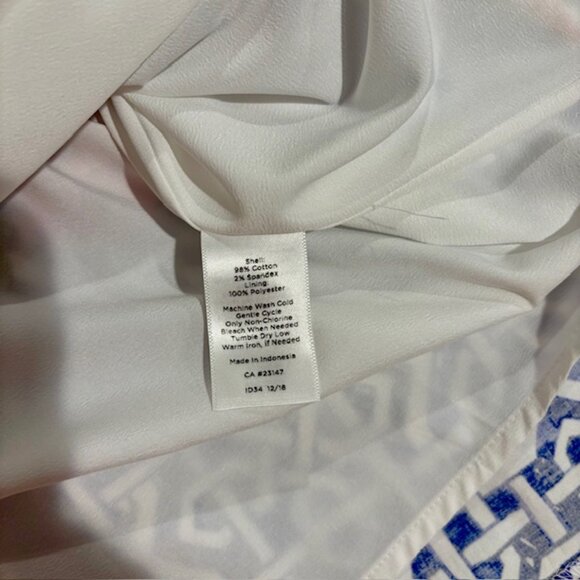 Shell:
98% Cotton
2% Spandex
Lining:
100% Polyester
Machine Wash Cold
Gentle Cycle
Only Non-Chlorine
Bleach When Needed
Tumble Dry Low
Warm Iron, if Needed
Made in Indonesia
CA #23147
ID34 12/18